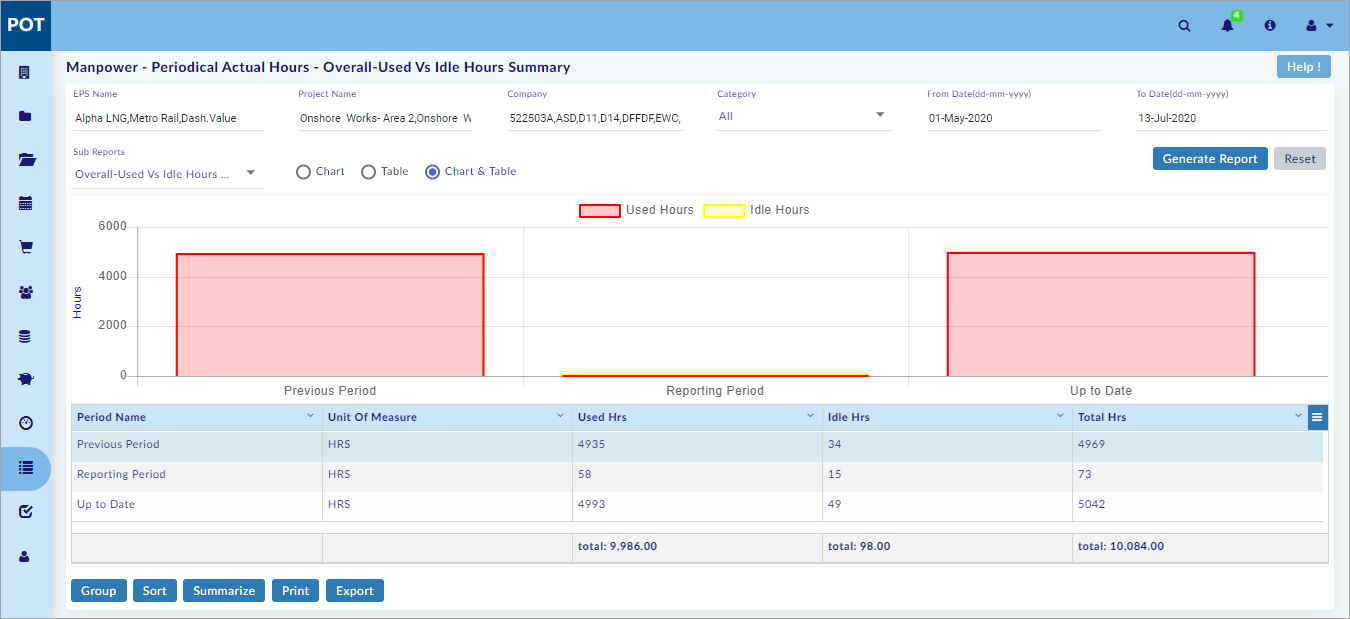 POT
4
Manpower - Periodical Actual Hours - Overall-Used Vs Idle Hours Summary
Help !
EPS Name Project Name Company Category From Date(dd-mm-yyyy) To Date(dd-mm-yyyy)
Alpha LNG,Metro Rail,Dash.Value Onshore Works- Area 2,Onshore W 522503A,ASD,D11,D14,DFFDF,EWC, All 01-May-2020 13-Jul-2020
Sub Reports
Overall-Used Vs Idle Hours ... Chart Table Chart & Table Generate Report Reset
Used Hours Idle Hours
6000
4000
2000
0
Hours
Previous Period Reporting Period Up to Date
Period Name Unit Of Measure Used Hrs Idle Hrs Total Hrs
Previous Period HRS 4935 34 4969
Reporting Period HRS 58 15 73
Up to Date HRS 4993 49 5042
total: 9,986.00 total: 98.00 total: 10,084.00
Group Sort Summarize Print Export